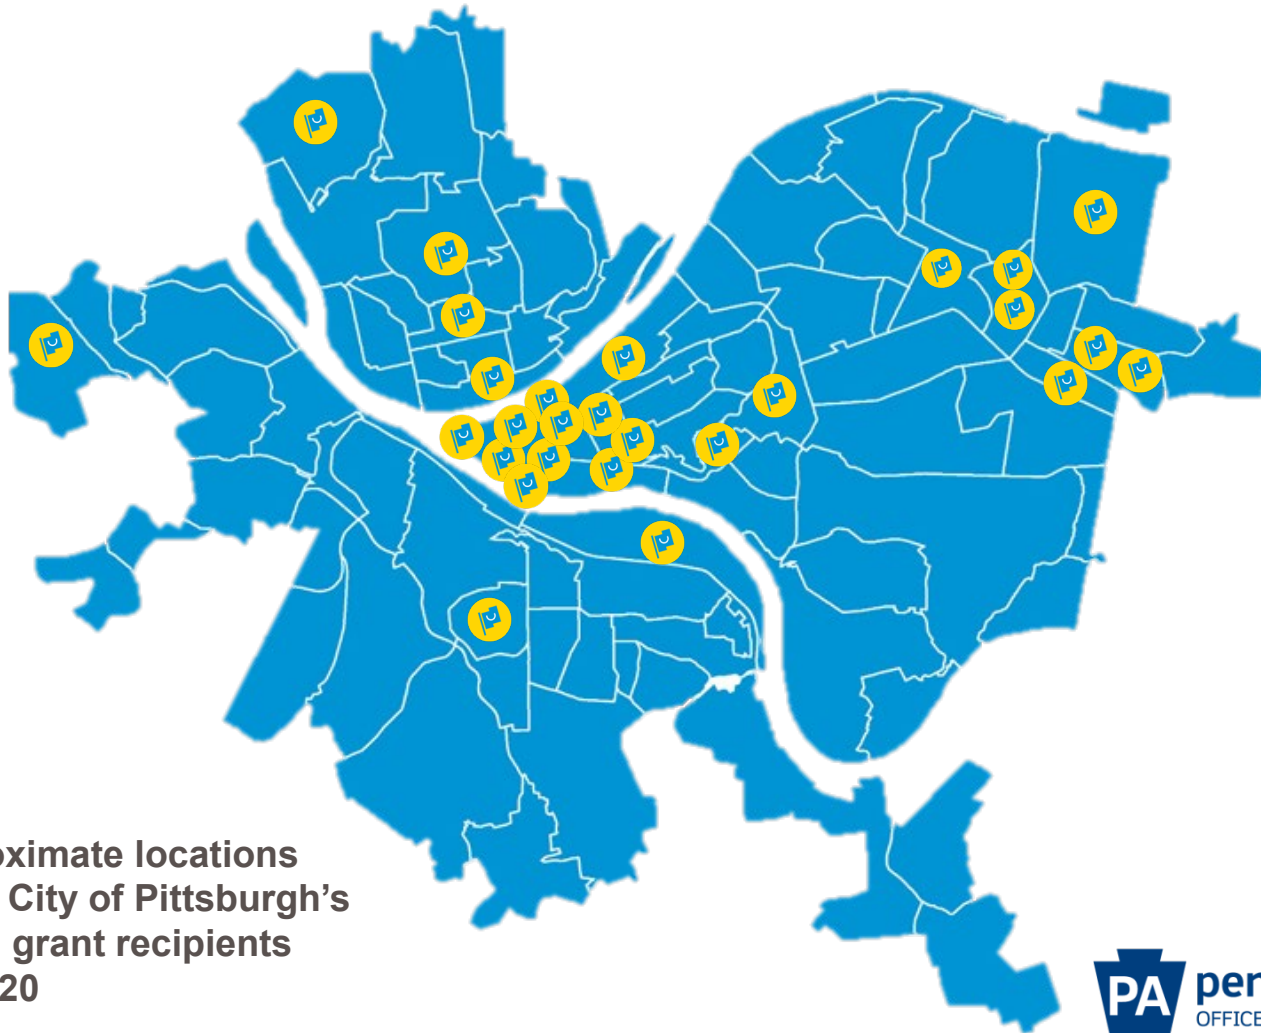 oximate locations
City of Pittsburgh’s
grant recipients
20
PA per
OFFICE